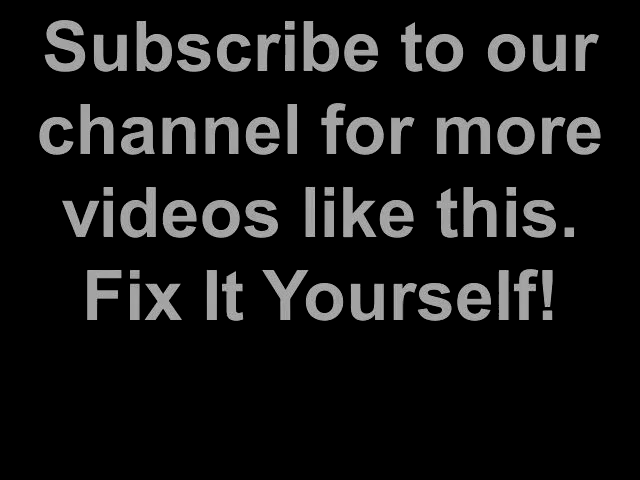 Subscribe to our
channel for more
videos like this.
Fix It Yourself!